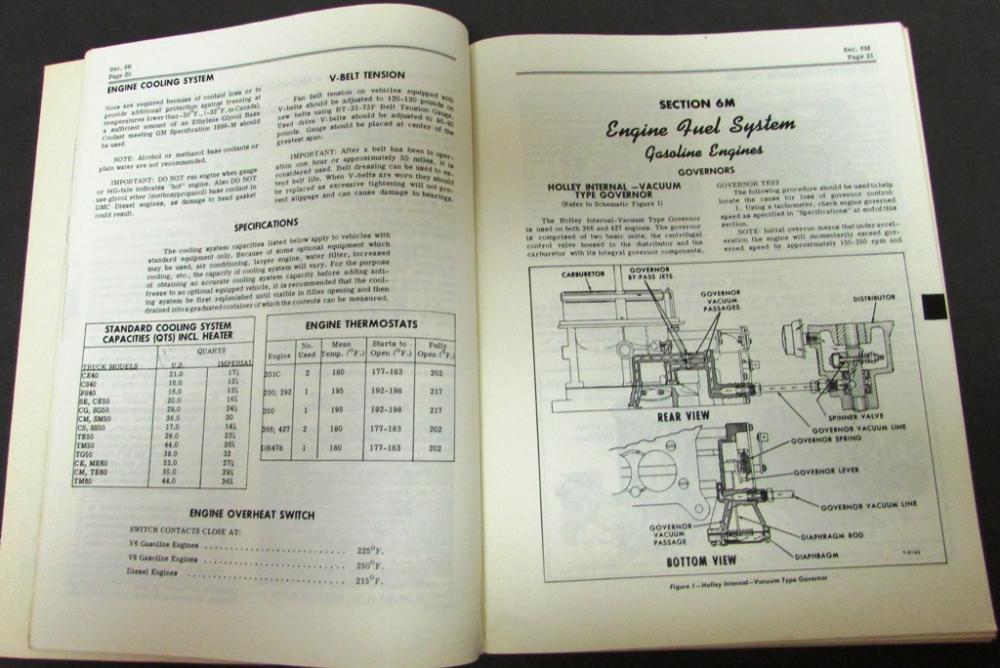 Sec. 6K
Page 20
ENGINE COOLING SYSTEM
tions are required because of coolant loss or to
provide additional protection against freezing at
temperatures lower than -20°F., (-32°F. in Canada),
a sufficient amount of an Ethylene Glycol Base
Coolant meeting GM Specification 1899-M should
be used.
NOTE: Alcohol or methanol base coolants or
plain water are not recommended.
IMPORTANT: DO NOT run engine when gauge
or tell-tale indicates "hot" engine. Also DO NOT
use glycol ether (methoxypropanol) base coolant in
GMC Diesel engines, as damage to head gasket
could result.
V-BELT TENSION
Fan belt tension on vehicles equipped with
V-belts should be adjusted to 120-130 pounds on
new belts using BT-33-73F Belt Tension Gauge.
Used drive V-belts should be adjusted to 80-90
pounds. Gauge should be placed at center of the
greatest span.
IMPORTANT: After a belt has been in oper-
ation one hour or approximately 50 miles, it is
considered used. Belt dressing can be used to ex-
tend belt life. When V-belts are worn they should
be replaced as excessive tightening will not pre-
vent slippage and can cause damage to bearings.
SPECIFICATIONS
The cooling system capacities listed below apply to vehicles with
standard equipment only. Because of some optional equipment which
may be used, air conditioning, larger engine, water filter, increased
cooling, etc., the capacity of cooling system will vary. For the purpose
of obtaining an accurate cooling system capacity before adding anti-
freeze to an optional equipped vehicle, it is recommended that the cool-
ing system be first replenished until visible in filler opening and then
drained into a graduated container of which the contents can be measured.
STANDARD COOLING SYSTEM
CAPACITIES (QTS) INCL. HEATER
QUARTS
TRUCK MODELS U.S. IMPERIAL
CE40 21.0 17½
CS40 16.0
PS40 16.0
SE, CE50 20.0
CG, SG50 29.0
CM, SM50 36.0 30
CS, SS50 17.0
TE50 28.0
TM50 44.0
TG50 38.0 32
CE, ME60 33.0
CM, TE60 35.0
TM60 44.0
ENGINE THERMOSTATS
Engine No. Used Mean Temp. (°F.) Starts to Open (°F.) Fully Open (°F.)
351C 2 180 177-183 202
250; 292 1 195 192-198 217
350 1 195 192-198 217
366; 427 2 180 177-183 202
DH478 1 180 177-183 202
ENGINE OVERHEAT SWITCH
SWITCH CONTACTS CLOSE AT:
V6 Gasoline Engines 225°F.
V8 Gasoline Engines 250°F.
Diesel Engines 215°F.
Sec. 6M
Page 21
SECTION 6M
Engine Fuel System
Gasoline Engines
GOVERNORS
HOLLEY INTERNAL-VACUUM
TYPE GOVERNOR
(Refer to Schematic Figure 1)
The Holley Internal-Vacuum Type Governor
is used on both 366 and 427 engines. The governor
is comprised of two basic units; the centrifugal
control valve housed in the distributor and the
carburetor with its integral governor components.
GOVERNOR TEST
The following procedure should be used to help
locate the cause for loss of governor control:
1. Using a tachometer, check engine governed
speed as specified in "Specifications" at end of this
section.
NOTE: Initial overrun means that under accel-
eration the engine will momentarily exceed gov-
erned speed by approximately 150-350 rpm and
CARBURETOR
GOVERNOR
BY-PASS JETS
GOVERNOR
VACUUM
PASSAGES
DISTRIBUTOR
REAR VIEW
SPINNER VALVE
GOVERNOR VACUUM LINE
GOVERNOR SPRING
GOVERNOR LEVER
GOVERNOR VACUUM LINE
GOVERNOR
VACUUM
PASSAGE
DIAPHRAGM ROD
BOTTOM VIEW
DIAPHRAGM
T-6145
Figure 1-Holley Internal-Vacuum Type Governor